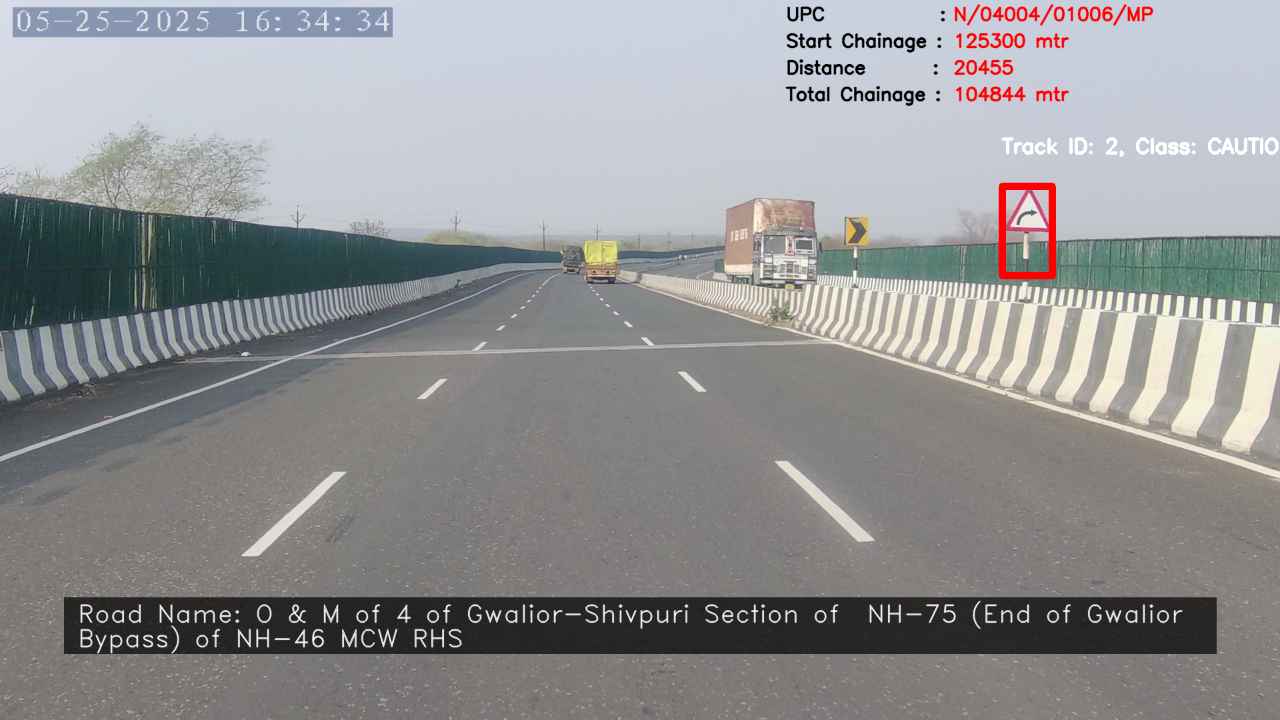 05-25-2025 16:34:34
UPC : N/04004/01006/MP
Start Chainage : 125300 mtr
Distance : 20455
Total Chainage : 104844 mtr
Track ID: 2, Class: CAUTIO
Road Name: O & M of 4 of Gwalior-Shivpuri Section of NH-75 (End of Gwalior
Bypass) of NH-46 MCW RHS